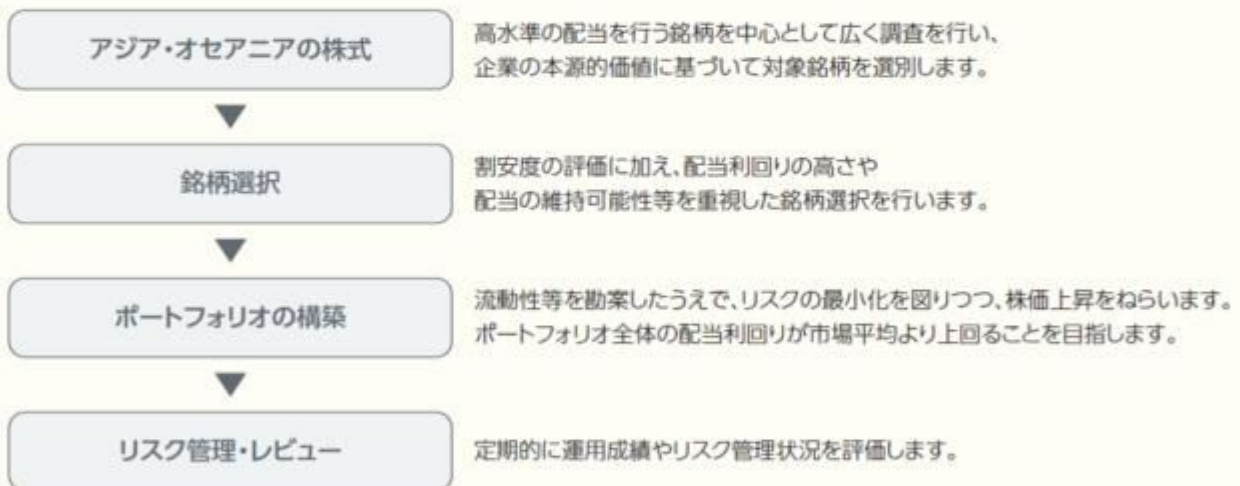 アジア・オセアニアの株式
高水準の配当を行う銘柄を中心として広く調査を行い、
企業の本源的価値に基づいて対象銘柄を選別します。
銘柄選択
割安度の評価に加え、配当利回りの高さや
配当の維持可能性等を重視した銘柄選択を行います。
ポートフォリオの構築
流動性等を勘案したうえで、リスクの最小化を図りつつ、株価上昇をねらいます。
ポートフォリオ全体の配当利回りが市場平均より上回ることを目指します。
リスク管理・レビュー
定期的に運用成績やリスク管理状況を評価します。